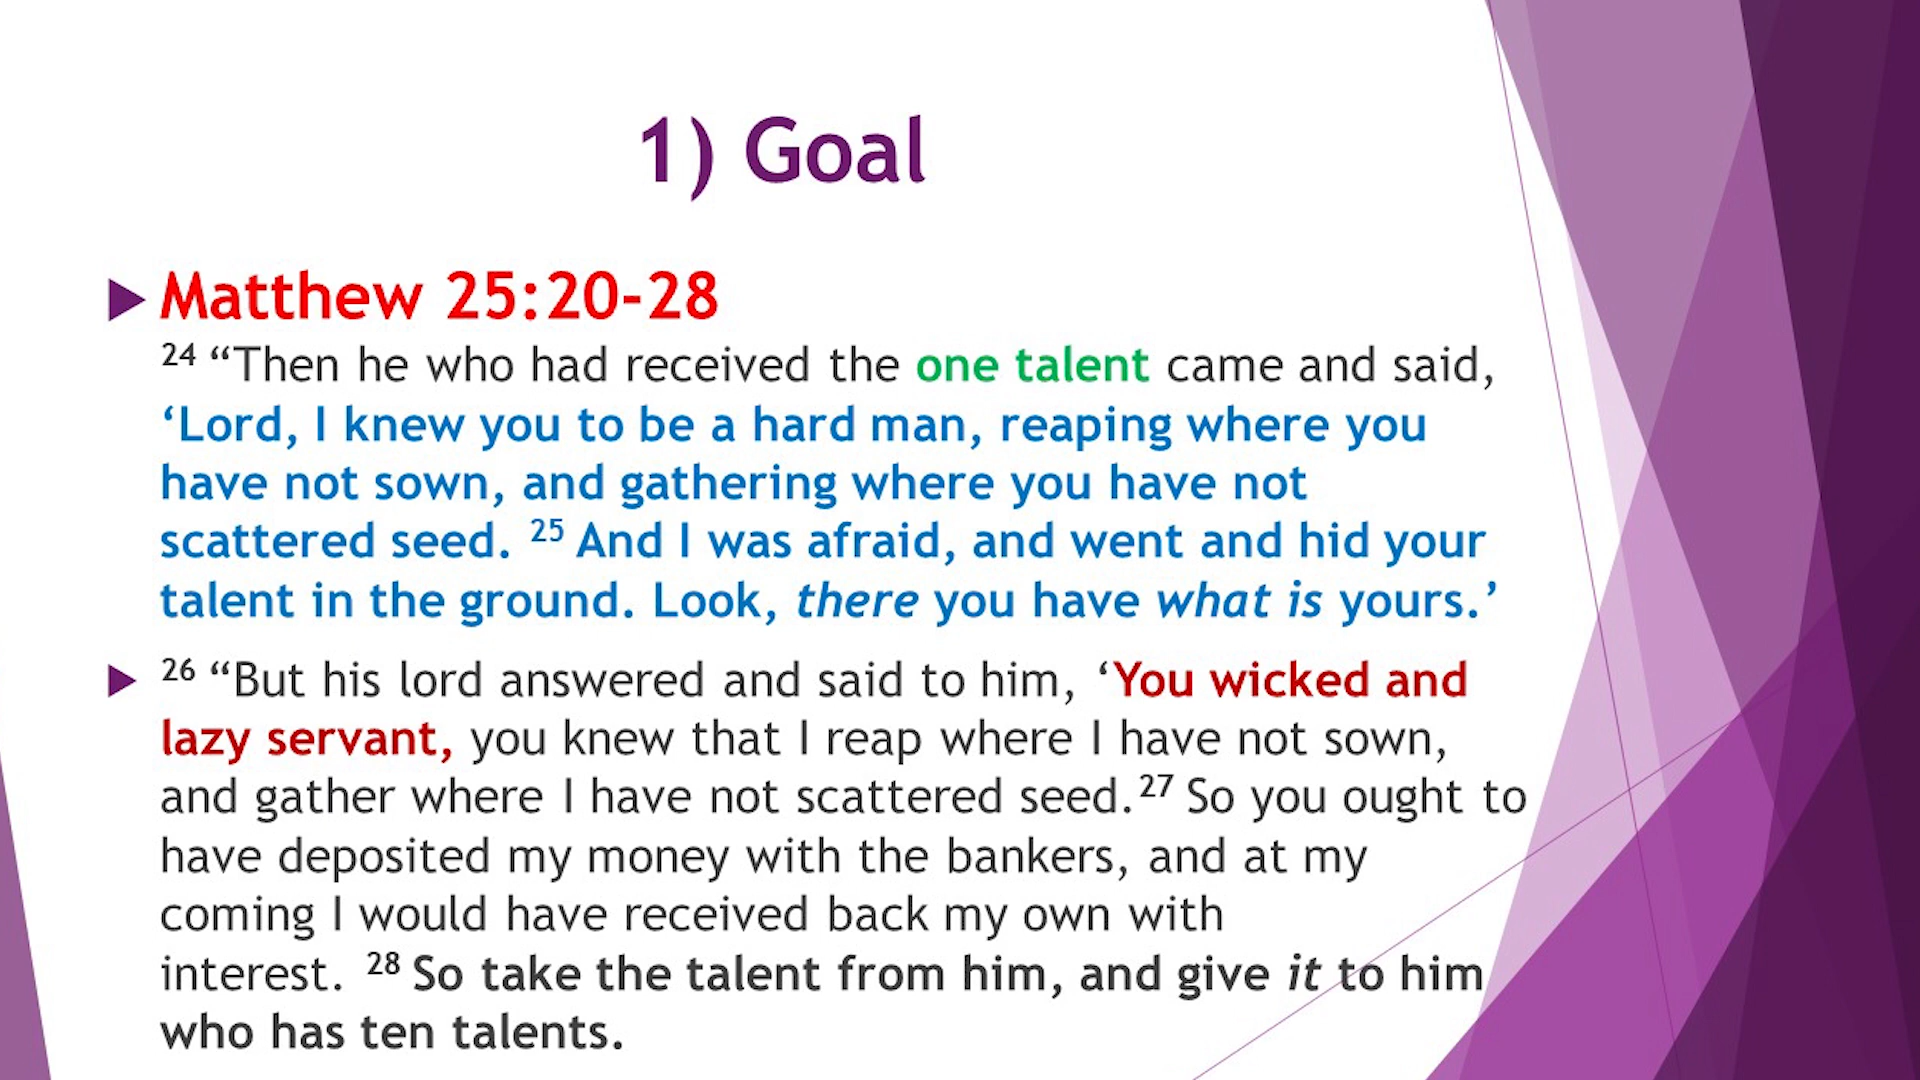 1) Goal
Matthew 25:20-28
24 “Then he who had received the one talent came and said,
‘Lord, I knew you to be a hard man, reaping where you
have not sown, and gathering where you have not
scattered seed. 25 And I was afraid, and went and hid your
talent in the ground. Look, there you have what is yours.’
26 “But his lord answered and said to him, ‘You wicked and
lazy servant, you knew that I reap where I have not sown,
and gather where I have not scattered seed.27 So you ought to
have deposited my money with the bankers, and at my
coming I would have received back my own with
interest. 28 So take the talent from him, and give it to him
who has ten talents.